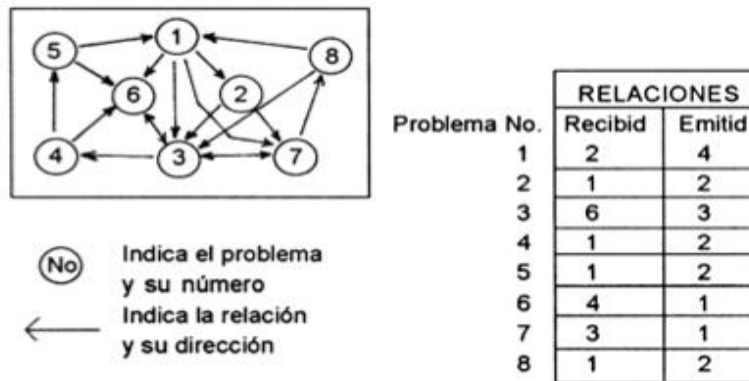 1
5
8
6
2
4
3
7
No
Indica el problema
y su número
Indica la relación
y su dirección
RELACIONES
Problema No. Recibid Emitid
1 2 4
2 1 2
3 6 3
4 1 2
5 1 2
6 4 1
7 3 1
8 1 2